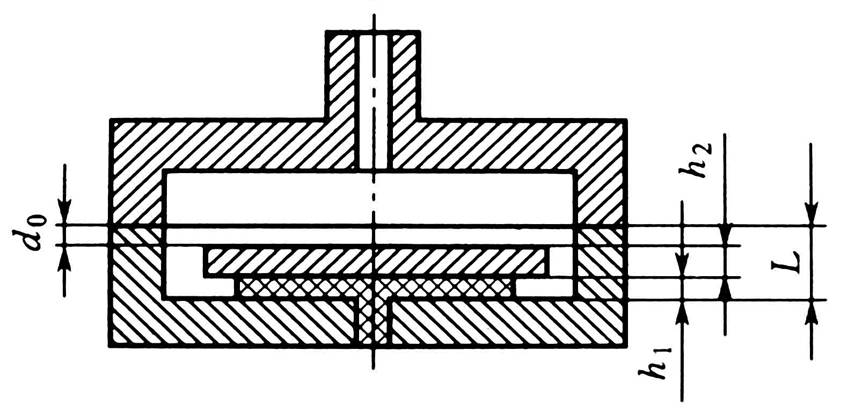 d₀
h₂
L
h₁